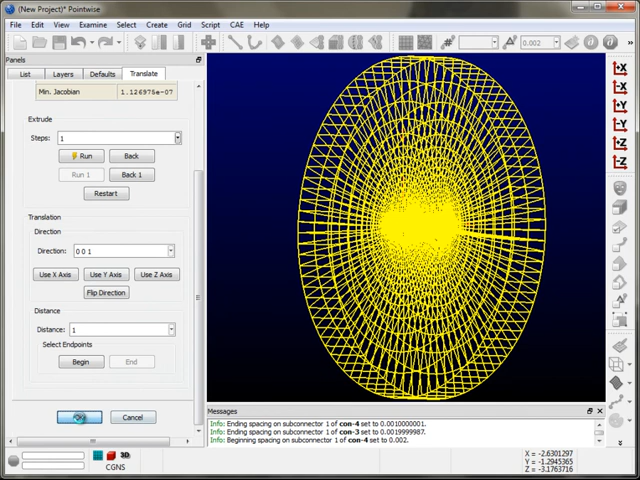 (New Project)* Pointwise
File Edit View Examine Select Create Grid Script CAE Help
0.002
Panels
List Layers Defaults Translate
Min. Jacobian 1.126975e-07
Extrude
Steps: 1
Run Back
Run 1 Back 1
Restart
Translation
Direction
Direction: 0 0 1
Use X Axis Use Y Axis Use Z Axis
Flip Direction
Distance
Distance: 1
Select Endpoints
Begin End
OK Cancel
+X
-X
+Y
-Y
+Z
-Z
Messages
Info: Ending spacing on subconnector 1 of con-4 set to 0.0010000001.
Info: Ending spacing on subconnector 1 of con-3 set to 0.0019999987.
Info: Beginning spacing on subconnector 1 of con-4 set to 0.002.
3D
CGNS
X = -2.6301297
Y = -1.2945365
Z = -3.1763716